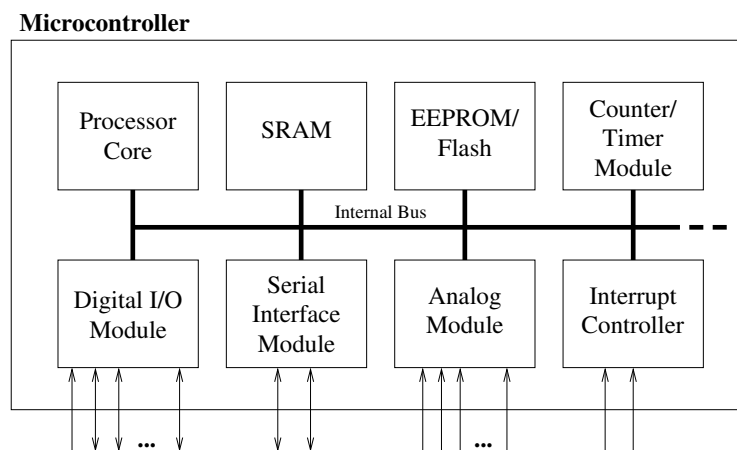 Microcontroller
Processor
Core
SRAM
EEPROM/
Flash
Counter/
Timer
Module
Internal Bus
Digital I/O
Module
Serial
Interface
Module
Analog
Module
Interrupt
Controller
...
...